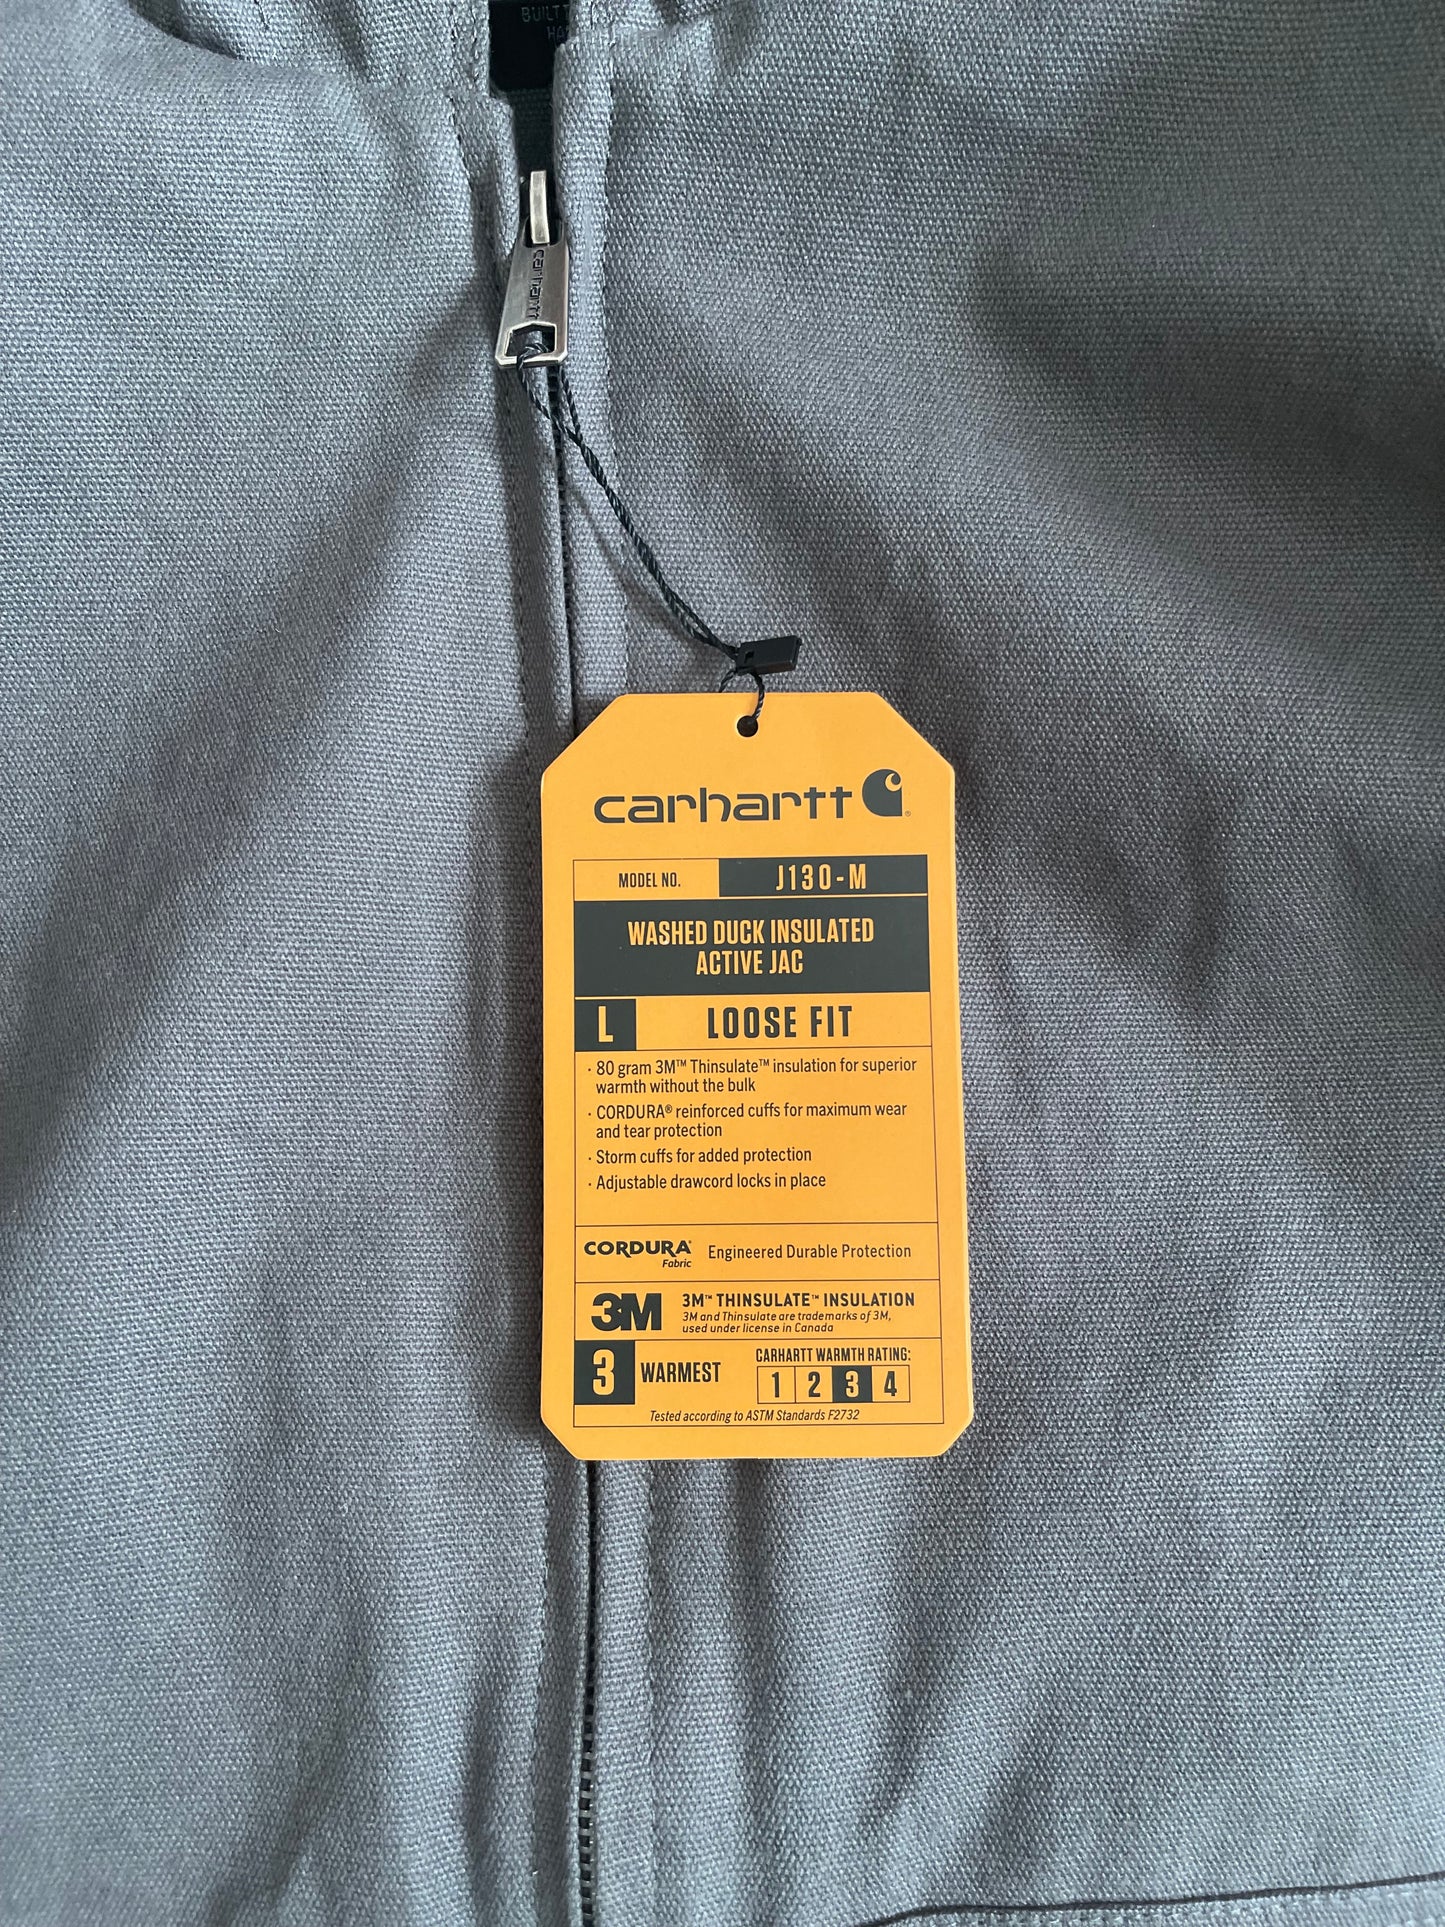 BUILT
carhartt
carhartt
MODEL NO. J130-M
WASHED DUCK INSULATED
ACTIVE JAC
L LOOSE FIT
· 80 gram 3M™ Thinsulate™ insulation for superior
warmth without the bulk
· CORDURA® reinforced cuffs for maximum wear
and tear protection
· Storm cuffs for added protection
· Adjustable drawcord locks in place
CORDURA® Engineered Durable Protection
Fabric
3M 3M™ THINSULATE™ INSULATION
3M and Thinsulate are trademarks of 3M,
used under license in Canada
CARHARTT WARMTH RATING:
3 WARMEST 1 2 3 4
Tested according to ASTM Standards F2732